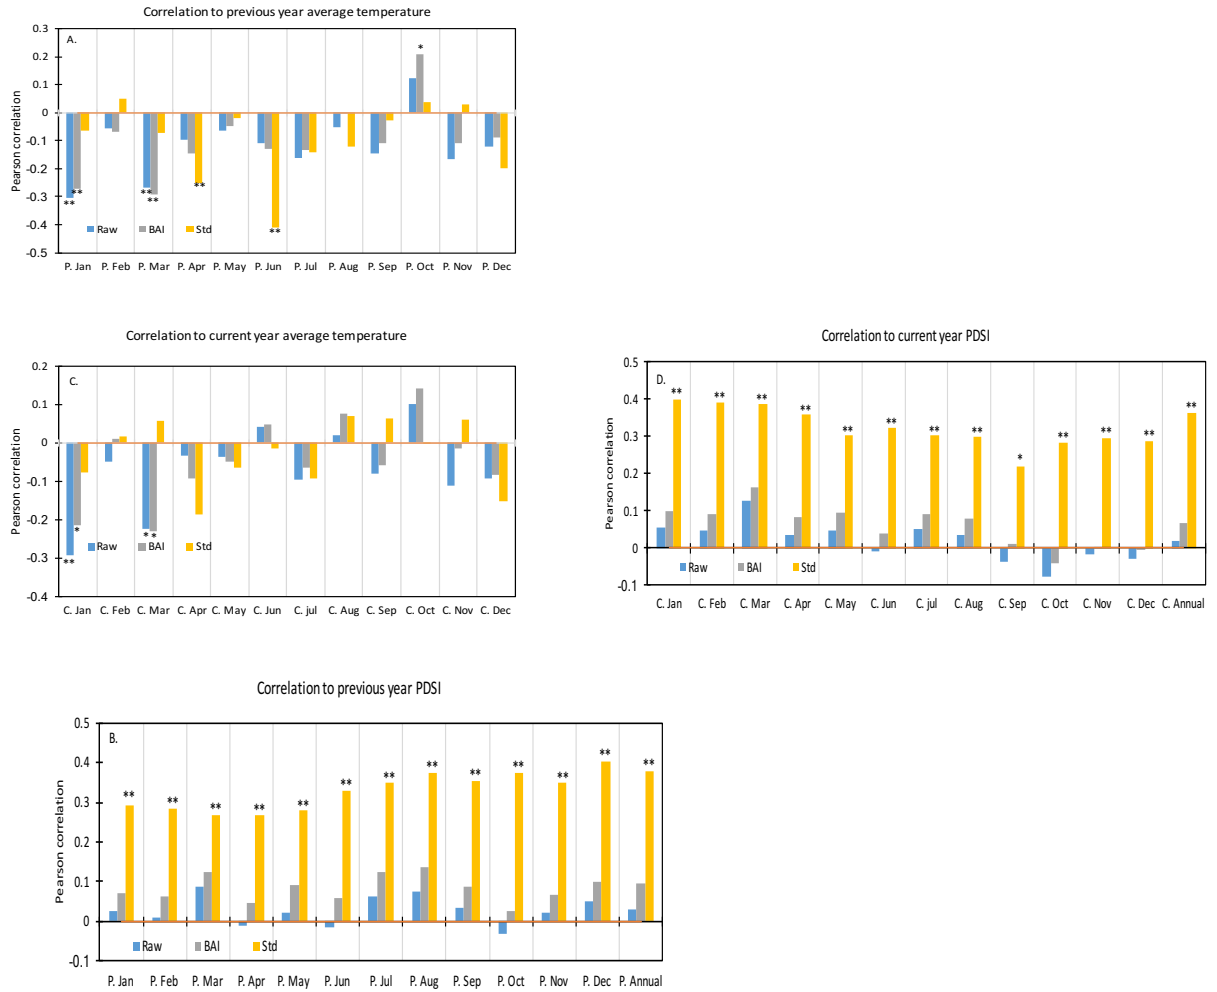 Correlation to previous year average temperature
A.
0.3
0.2
0.1
0
-0.1
-0.2
-0.3
-0.4
-0.5
Pearson correlation
*
** ** ** ** ** **
Raw BAI Std
P. Jan P. Feb P. Mar P. Apr P. May P. Jun P. Jul P. Aug P. Sep P. Oct P. Nov P. Dec
Correlation to current year average temperature
C.
0.2
0.1
0
-0.1
-0.2
-0.3
-0.4
Pearson correlation
** * * *
Raw BAI Std
C. Jan C. Feb C. Mar C. Apr C. May C. Jun C. jul C. Aug C. Sep C. Oct C. Nov C. Dec
Correlation to current year PDSI
D.
0.5
0.4
0.3
0.2
0.1
0
-0.1
Pearson correlation
** ** ** ** ** ** ** ** * ** ** ** **
Raw BAI Std
C. Jan C. Feb C. Mar C. Apr C. May C. Jun C. jul C. Aug C. Sep C. Oct C. Nov C. Dec C. Annual
Correlation to previous year PDSI
B.
0.5
0.4
0.3
0.2
0.1
0
-0.1
Pearson correlation
** ** ** ** ** ** ** ** ** ** ** ** **
Raw BAI Std
P. Jan P. Feb P. Mar P. Apr P. May P. Jun P. Jul P. Aug P. Sep P. Oct P. Nov P. Dec P. Annual